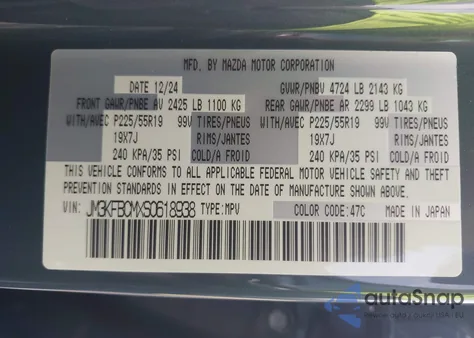 MFD. BY MAZDA MOTOR CORPORATION
DATE 12/24 GVWR/PNBV 4724 LB 2143 KG
FRONT GAWR/PNBE AV 2425 LB 1100 KG REAR GAWR/PNBE AR 2299 LB 1043 KG
WITH/AVEC P225/55R19 99V TIRES/PNEUS WITH/AVEC P225/55R19 99V TIRES/PNEUS
19X7J RIMS/JANTES 19X7J RIMS/JANTES
240 KPA/35 PSI COLD/A FROID 240 KPA/35 PSI COLD/A FROID
THIS VEHICLE CONFORMS TO ALL APPLICABLE FEDERAL MOTOR VEHICLE SAFETY AND THEFT
PREVENTION STANDARDS IN EFFECT ON THE DATE OF MANUFACTURE SHOWN ABOVE.
VIN: JM3KFBCMXS0618938 TYPE:MPV COLOR CODE:47C MADE IN JAPAN
autoSnap